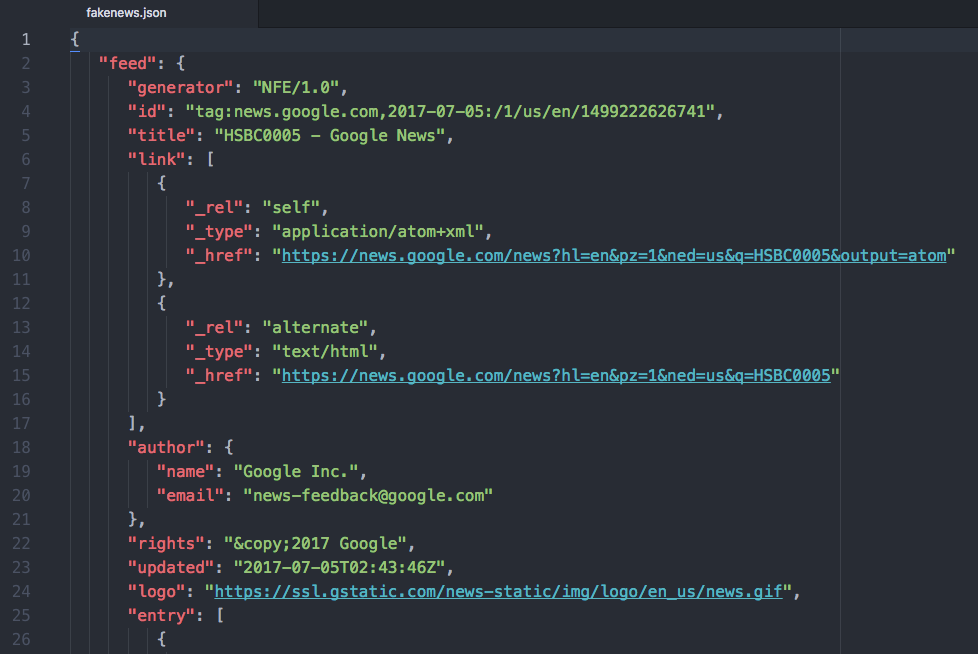 fakenews.json
1 {
2 "feed": {
3 "generator": "NFE/1.0",
4 "id": "tag:news.google.com,2017-07-05:/1/us/en/1499222626741",
5 "title": "HSBC0005 - Google News",
6 "link": [
7 {
8 "_rel": "self",
9 "_type": "application/atom+xml",
10 "_href": "https://news.google.com/news?hl=en&pz=1&ned=us&q=HSBC0005&output=atom"
11 },
12 {
13 "_rel": "alternate",
14 "_type": "text/html",
15 "_href": "https://news.google.com/news?hl=en&pz=1&ned=us&q=HSBC0005"
16 }
17 ],
18 "author": {
19 "name": "Google Inc.",
20 "email": "news-feedback@google.com"
21 },
22 "rights": "&copy;2017 Google",
23 "updated": "2017-07-05T02:43:46Z",
24 "logo": "https://ssl.gstatic.com/news-static/img/logo/en_us/news.gif",
25 "entry": [
26 {